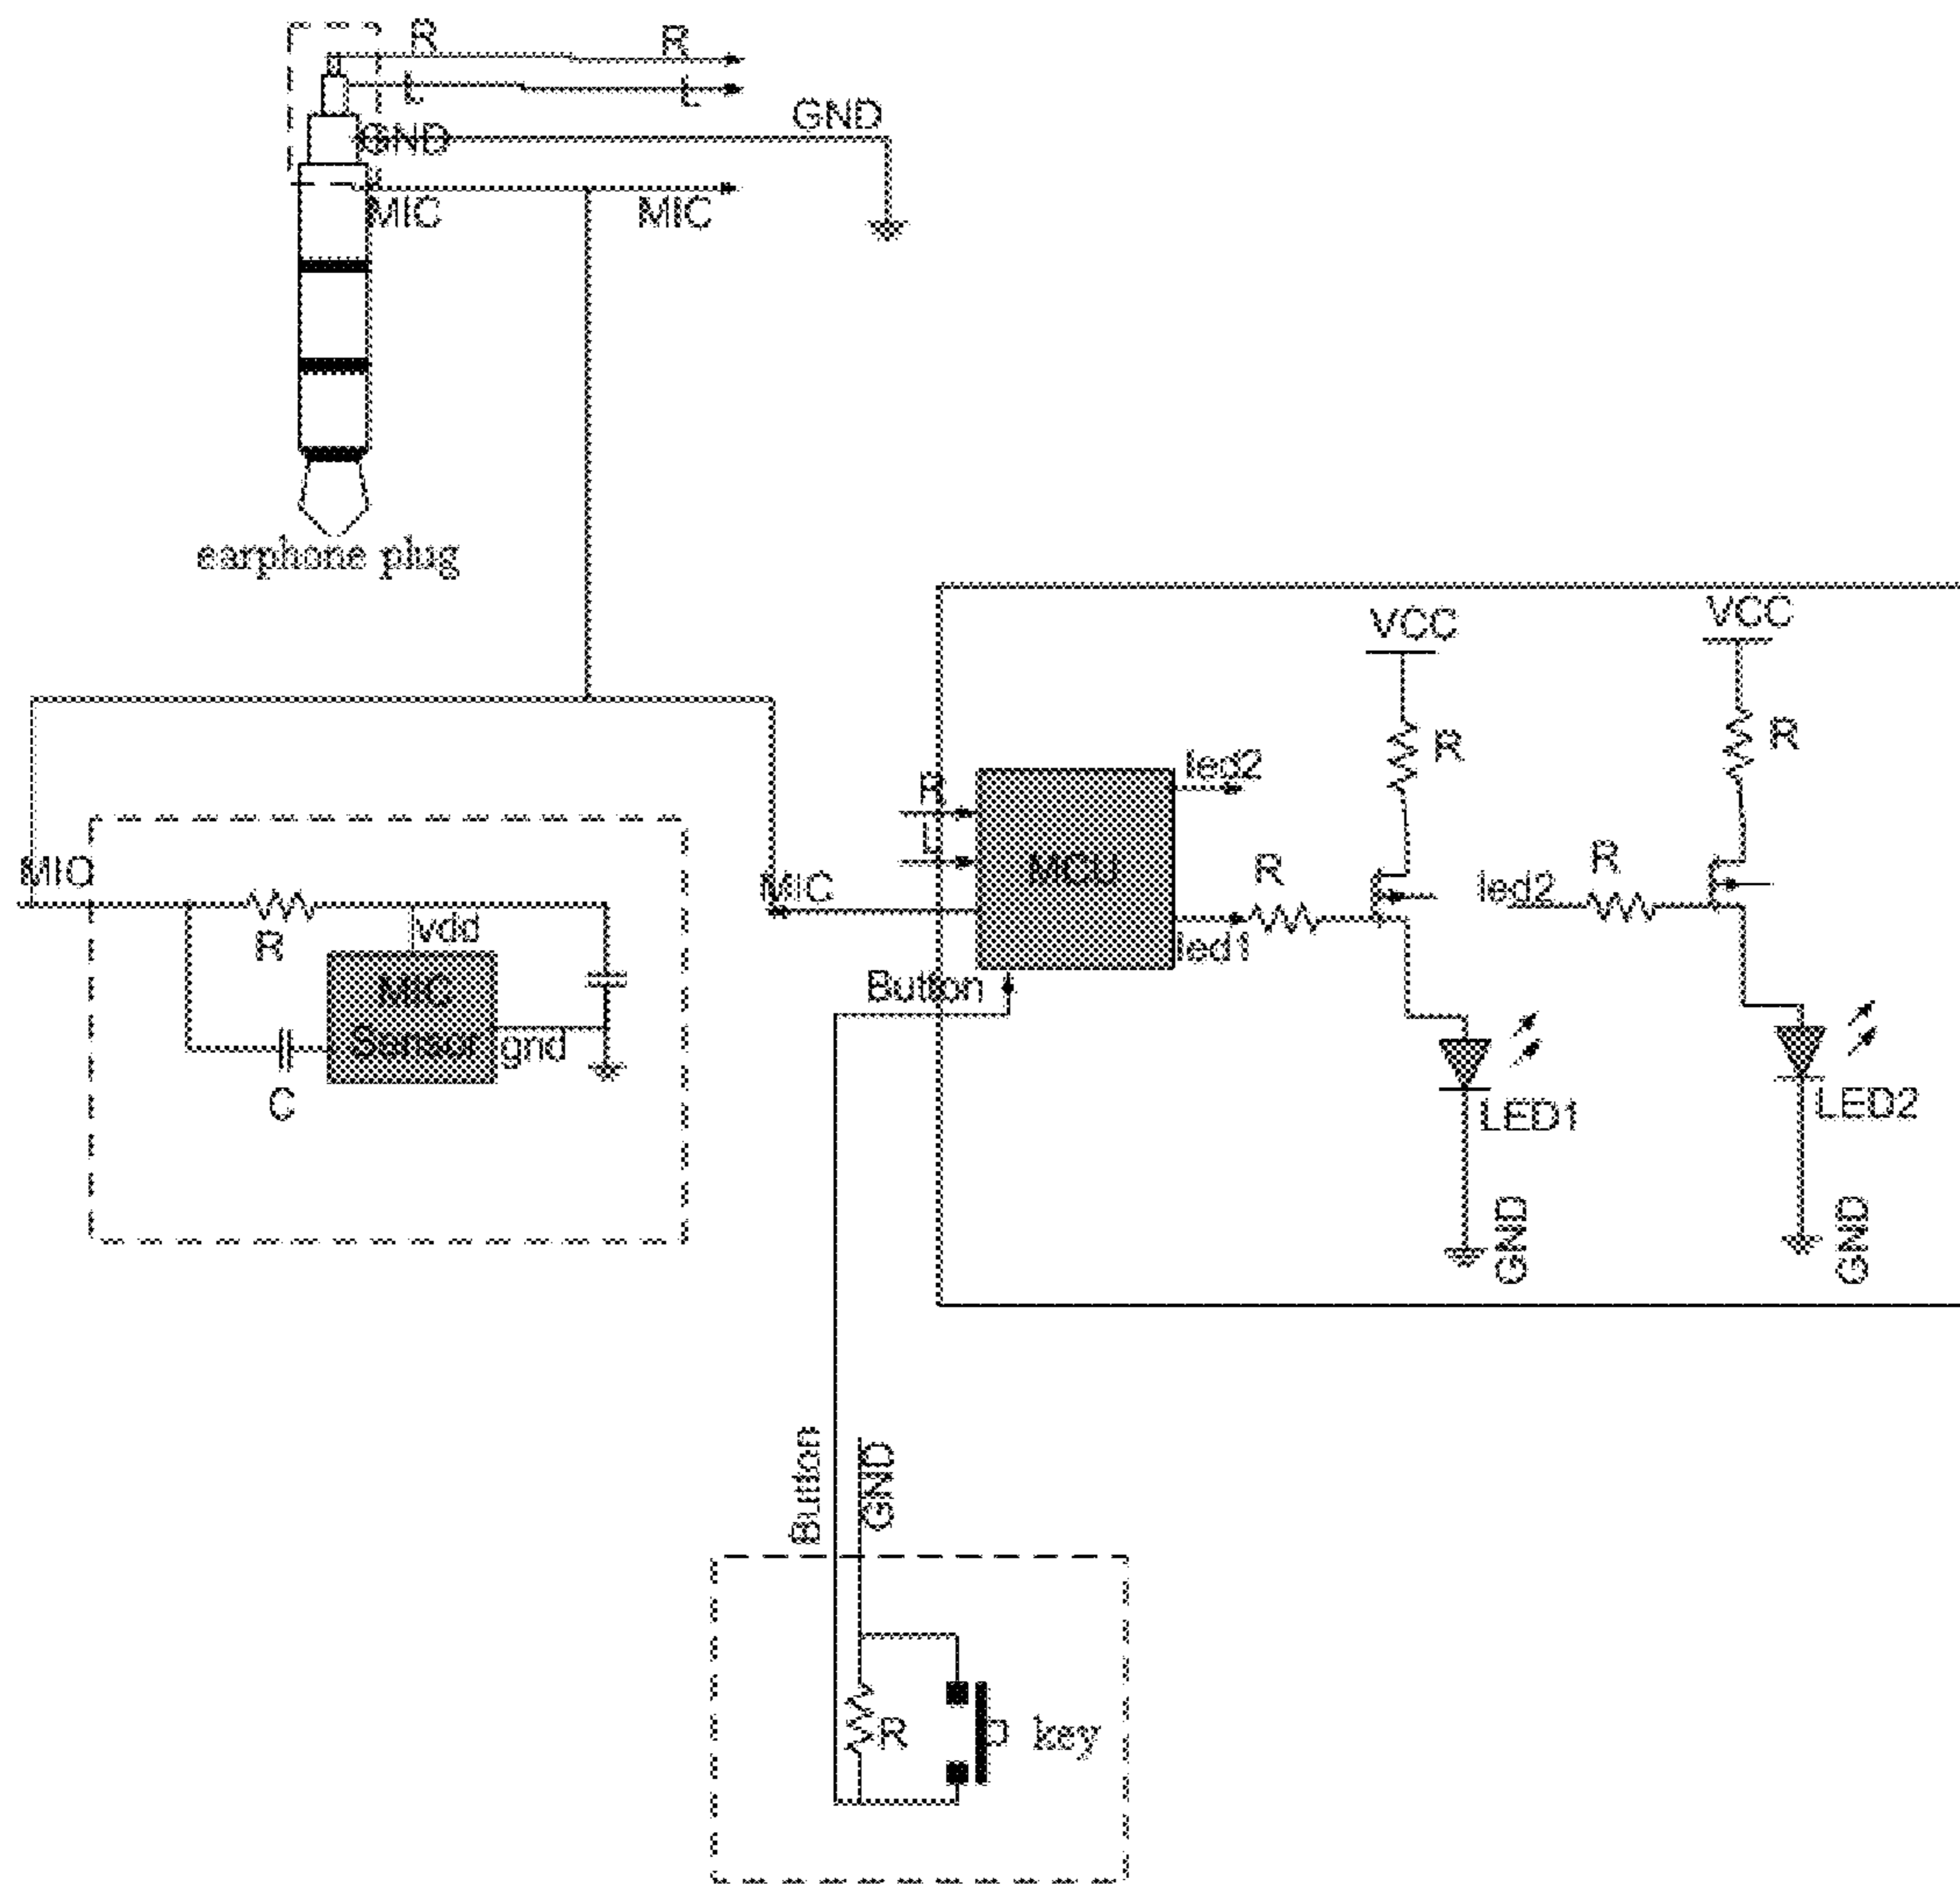 R R
L L
GND GND
MIC MIC
earphone plug
VCC VCC
R R
led2
R
L
MCU
R
R
led2
MIC
MIC
led1
vdd
R
MIC
Sensor
gnd
Button
C
LED1
LED2
GND
GND
Button
GND
R
key